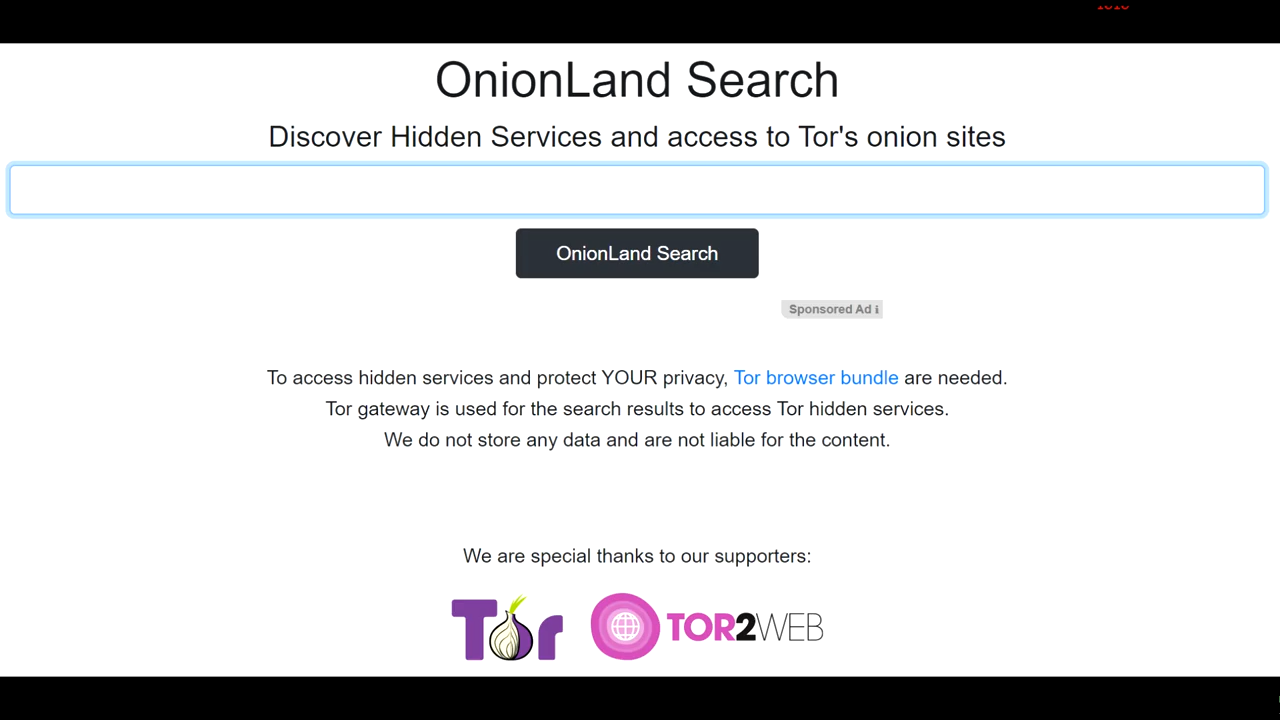 OnionLand Search
Discover Hidden Services and access to Tor's onion sites
OnionLand Search
Sponsored Ad i
To access hidden services and protect YOUR privacy, Tor browser bundle are needed.
Tor gateway is used for the search results to access Tor hidden services.
We do not store any data and are not liable for the content.
We are special thanks to our supporters:
Tor TOR2WEB